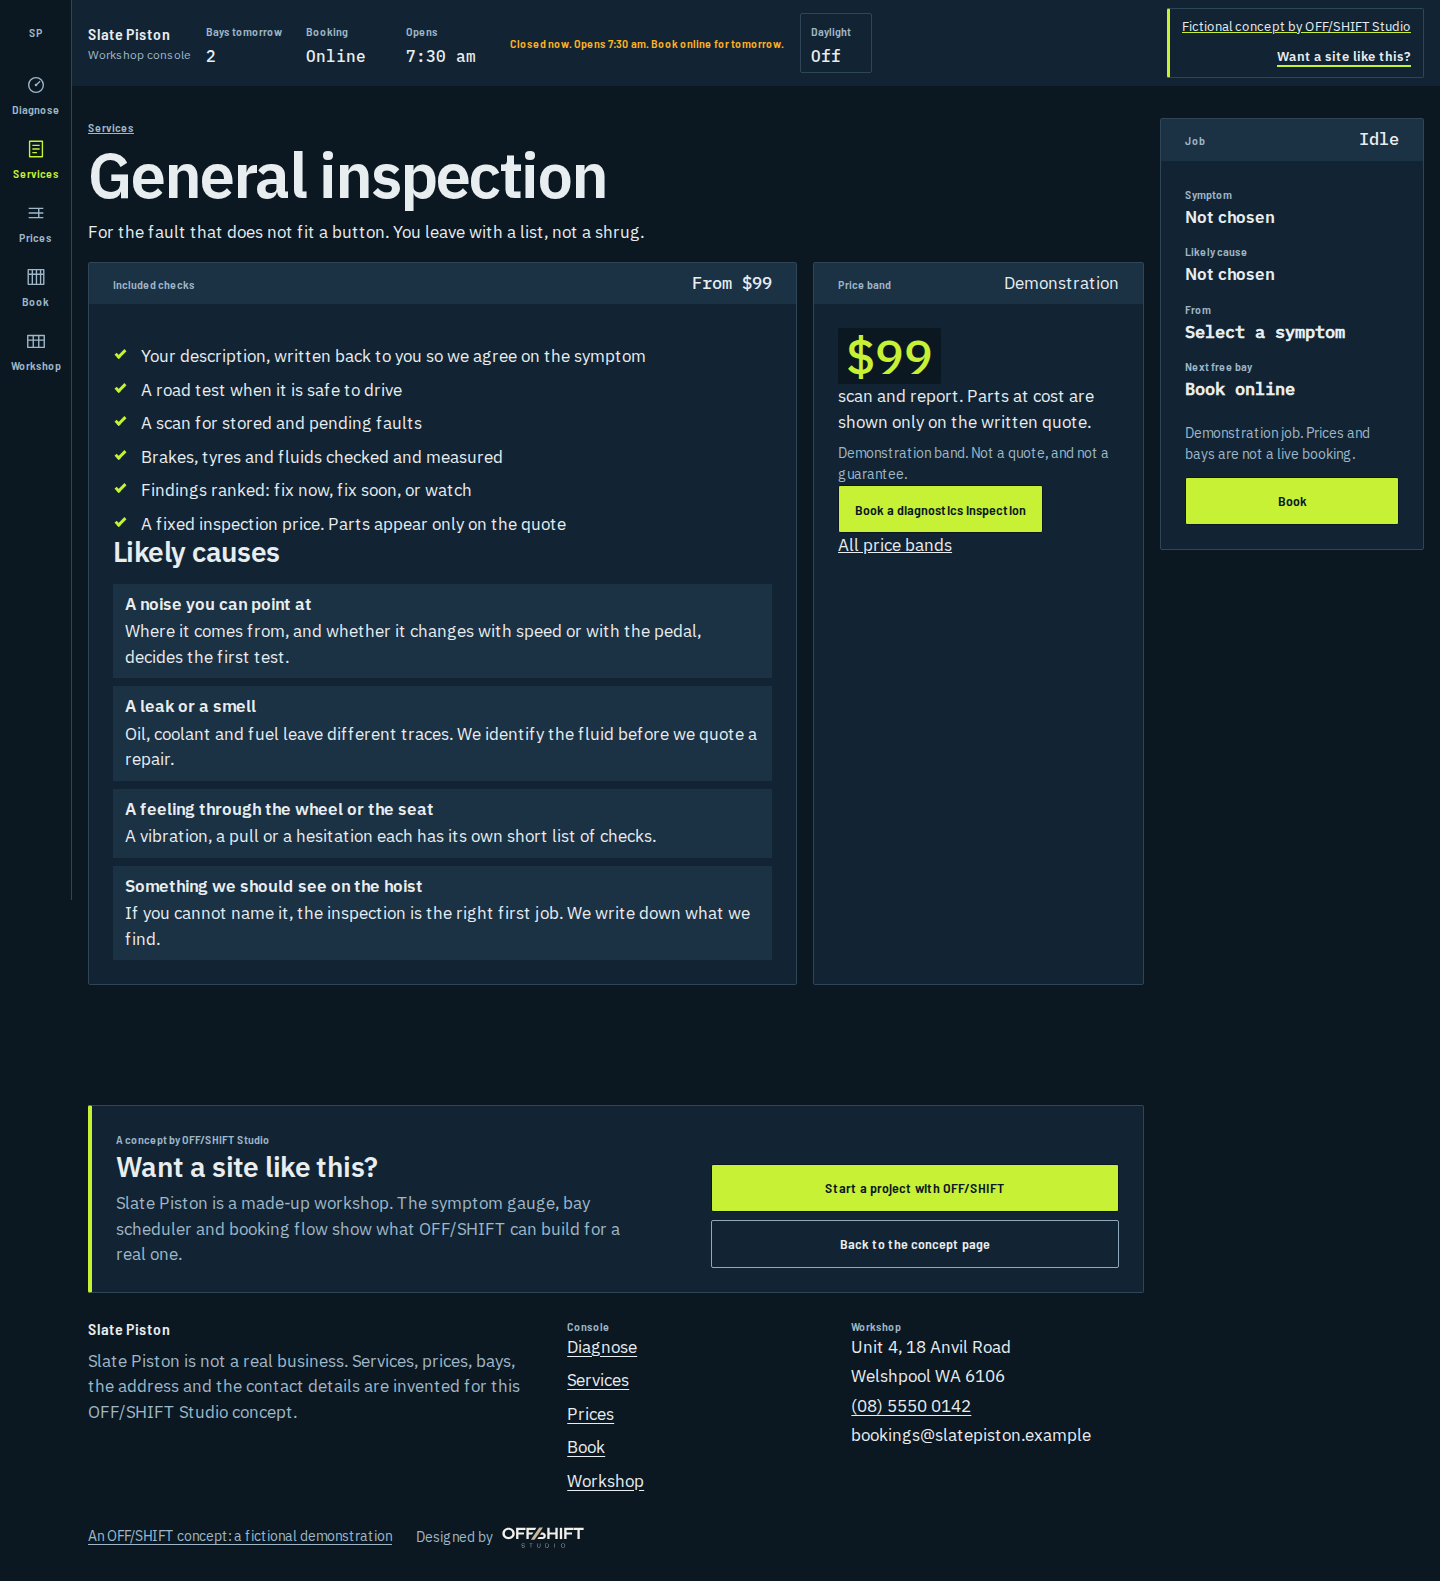 SP
Diagnose
Services
Prices
Book
Workshop
Slate Piston
Workshop console
Bays tomorrow
2
Booking
Online
Opens
7:30 am
Closed now. Opens 7:30 am. Book online for tomorrow.
Daylight
Off
Fictional concept by OFF/SHIFT Studio
Want a site like this?
Services
General inspection
For the fault that does not fit a button. You leave with a list, not a shrug.
Included checks
From $99
Your description, written back to you so we agree on the symptom
A road test when it is safe to drive
A scan for stored and pending faults
Brakes, tyres and fluids checked and measured
Findings ranked: fix now, fix soon, or watch
A fixed inspection price. Parts appear only on the quote
Likely causes
A noise you can point at
Where it comes from, and whether it changes with speed or with the pedal,
decides the first test.
A leak or a smell
Oil, coolant and fuel leave different traces. We identify the fluid before we quote a
repair.
A feeling through the wheel or the seat
A vibration, a pull or a hesitation each has its own short list of checks.
Something we should see on the hoist
If you cannot name it, the inspection is the right first job. We write down what we
find.
Price band
Demonstration
$99
scan and report. Parts at cost are
shown only on the written quote.
Demonstration band. Not a quote, and not a
guarantee.
Book a diagnostics inspection
All price bands
Job
Idle
Symptom
Not chosen
Likely cause
Not chosen
From
Select a symptom
Next free bay
Book online
Demonstration job. Prices and
bays are not a live booking.
Book
A concept by OFF/SHIFT Studio
Want a site like this?
Slate Piston is a made-up workshop. The symptom gauge, bay
scheduler and booking flow show what OFF/SHIFT can build for a
real one.
Start a project with OFF/SHIFT
Back to the concept page
Slate Piston
Slate Piston is not a real business. Services, prices, bays,
the address and the contact details are invented for this
OFF/SHIFT Studio concept.
Console
Diagnose
Services
Prices
Book
Workshop
Workshop
Unit 4, 18 Anvil Road
Welshpool WA 6106
(08) 5550 0142
bookings@slatepiston.example
An OFF/SHIFT concept: a fictional demonstration
Designed by
OFF/SHIFT
STUDIO